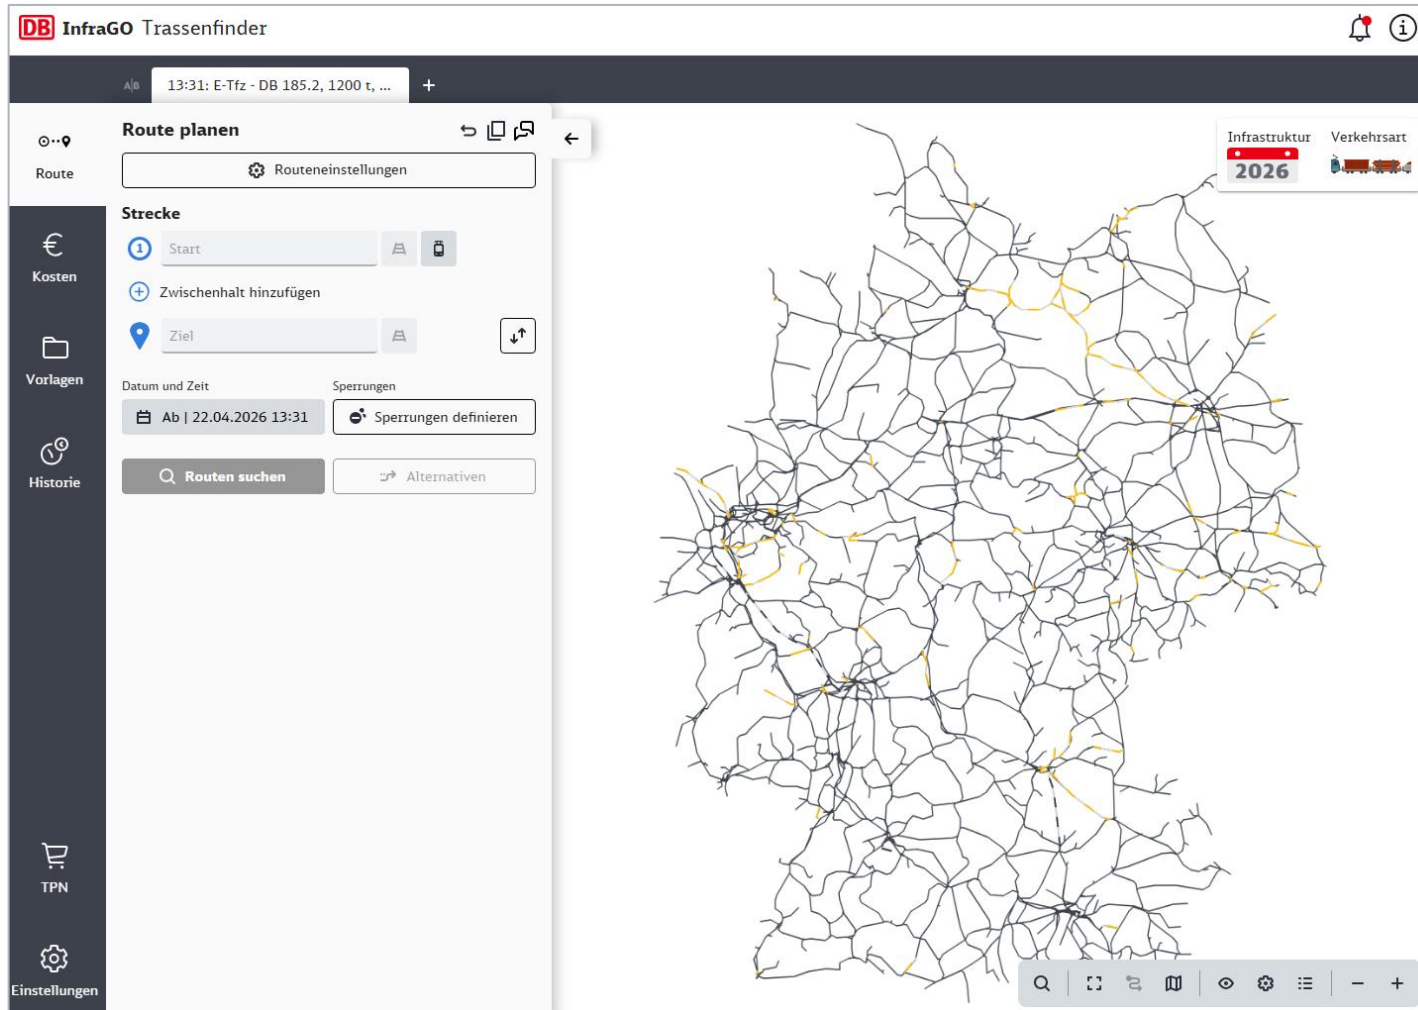 DB InfraGO Trassenfinder
A|B 13:31: E-Tfz - DB 185.2, 1200 t, ... +
Route planen
Route
Routeneinstellungen
Infrastruktur Verkehrsart
2026
Strecke
1 Start
Kosten
Zwischenhalt hinzufügen
Ziel
Vorlagen
Datum und Zeit Sperrungen
Ab | 22.04.2026 13:31 Sperrungen definieren
Historie
Routen suchen Alternativen
TPN
Einstellungen